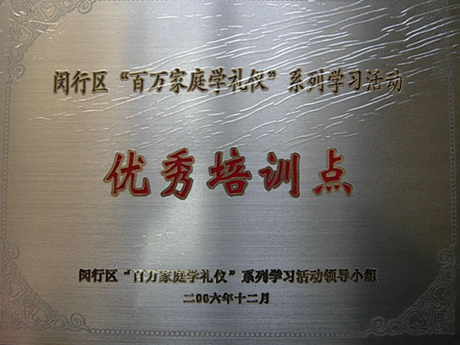 闵行区“百万家庭学礼仪”系列学习活动
优秀培训点
闵行区“百万家庭学礼仪”系列学习活动领导小组
二00六年十二月